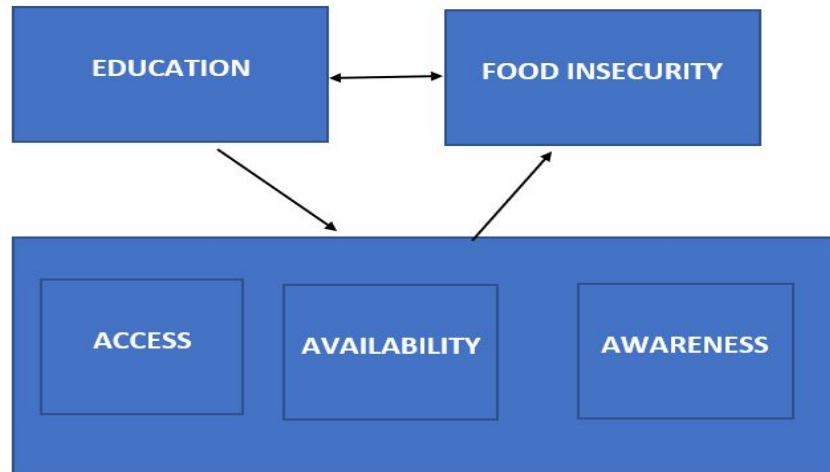 EDUCATION
FOOD INSECURITY
ACCESS
AVAILABILITY
AWARENESS